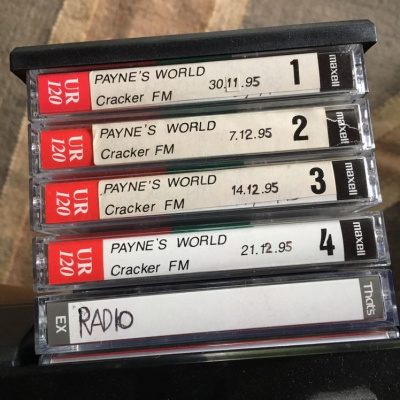 UR 120 PAYNE'S WORLD 30.11.95 1 maxell
Cracker FM
UR 120 PAYNE'S WORLD 7.12.95 2 maxell
Cracker FM
UR 120 PAYNE'S WORLD 14.12.95 3 maxell
Cracker FM
UR 120 PAYNE'S WORLD 21.12.95 4 maxell
Cracker FM
EX RADIO That's